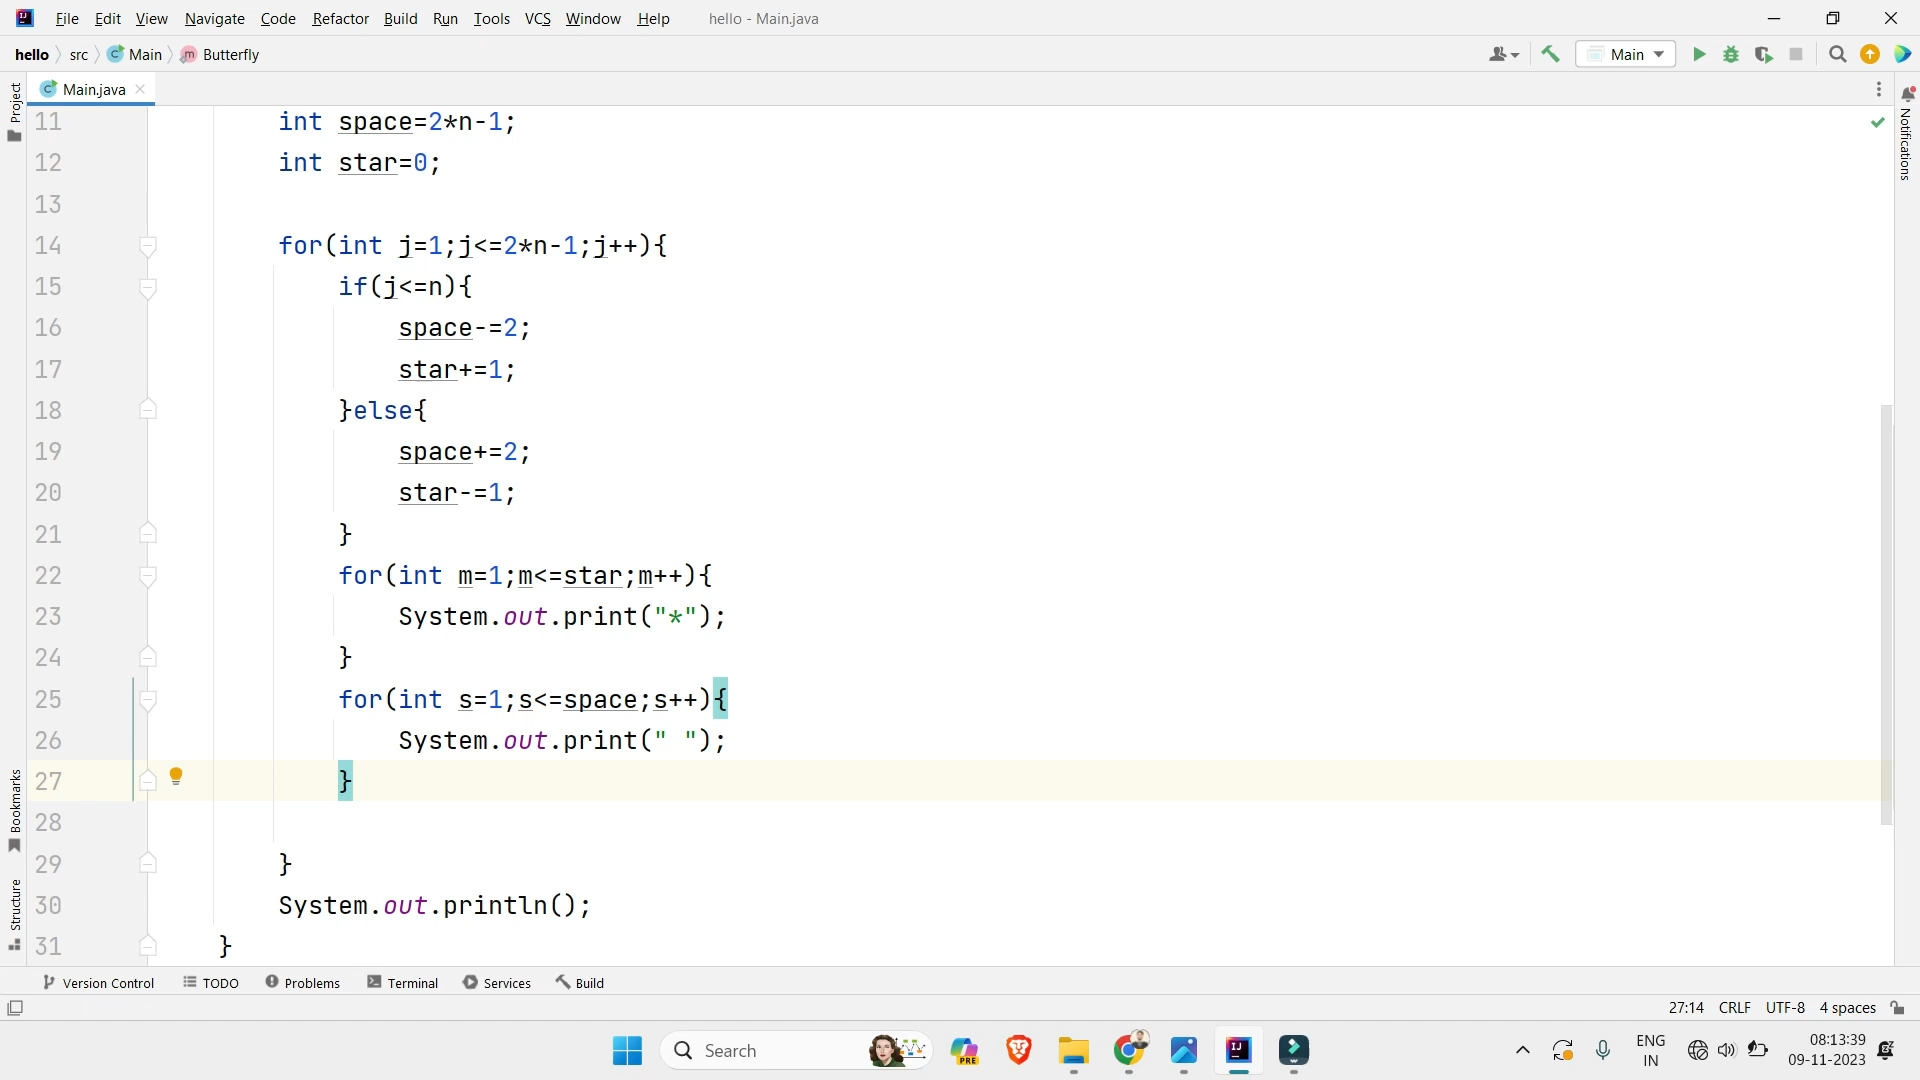 File Edit View Navigate Code Refactor Build Run Tools VCS Window Help hello - Main.java
hello src Main Butterfly Main
Project
Main.java
Notifications
11 int space=2*n-1;
12 int star=0;
13
14 for(int j=1;j<=2*n-1;j++){
15 if(j<=n){
16 space-=2;
17 star+=1;
18 }else{
19 space+=2;
20 star-=1;
21 }
22 for(int m=1;m<=star;m++){
23 System.out.print("*");
24 }
25 for(int s=1;s<=space;s++){
26 System.out.print(" ");
27 }
28
29 }
30 System.out.println();
31 }
Bookmarks
Structure
Version Control TODO Problems Terminal Services Build
27:14 CRLF UTF-8 4 spaces
Search PRE ENG 08:13:39
IN 09-11-2023